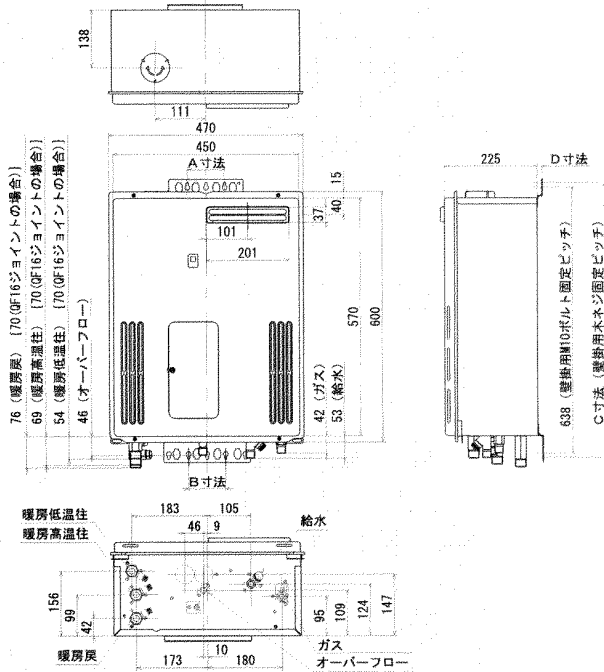 138
111
470
450
A寸法
15
37
40
101
201
570
600
42 (ガス)
53 (給水)
76 (暖房戻) [70(QF16ジョイントの場合)]
69 (暖房高温往) [70(QF16ジョイントの場合)]
54 (暖房低温往) [70(QF16ジョイントの場合)]
46 (オーバーフロー)
B寸法
225
D寸法
638 (壁掛用M10ボルト固定ピッチ)
C寸法 (壁掛用木ネジ固定ピッチ)
暖房低温往
暖房高温往
183
105
46
9
給水
156
99
42
95
109
124
147
暖房戻
10
173
180
ガス
オーバーフロー